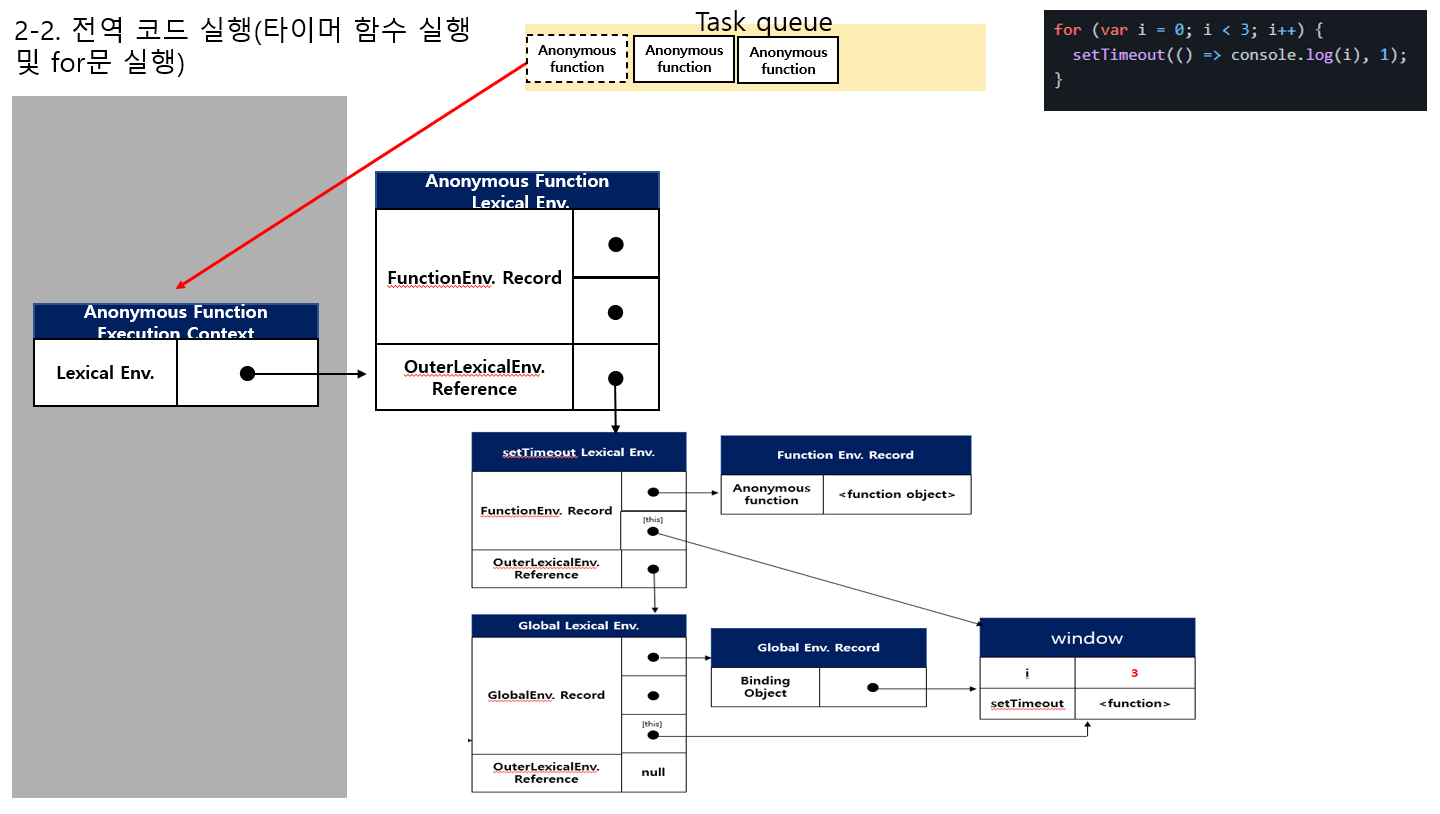 2-2. 전역 코드 실행(타이머 함수 실행
및 for문 실행)
Task queue
Anonymous
function
Anonymous
function
Anonymous
function
for (var i = 0; i < 3; i++) {
  setTimeout(() => console.log(i), 1);
}
Anonymous Function
Lexical Env.
FunctionEnv. Record
OuterLexicalEnv.
Reference
Anonymous Function
Execution Context
Lexical Env.
setTimeout Lexical Env.
FunctionEnv. Record
[this]
OuterLexicalEnv.
Reference
Function Env. Record
Anonymous
function
<function object>
Global Lexical Env.
GlobalEnv. Record
[this]
OuterLexicalEnv.
Reference
null
Global Env. Record
Binding
Object
window
i
3
setTimeout
<function>